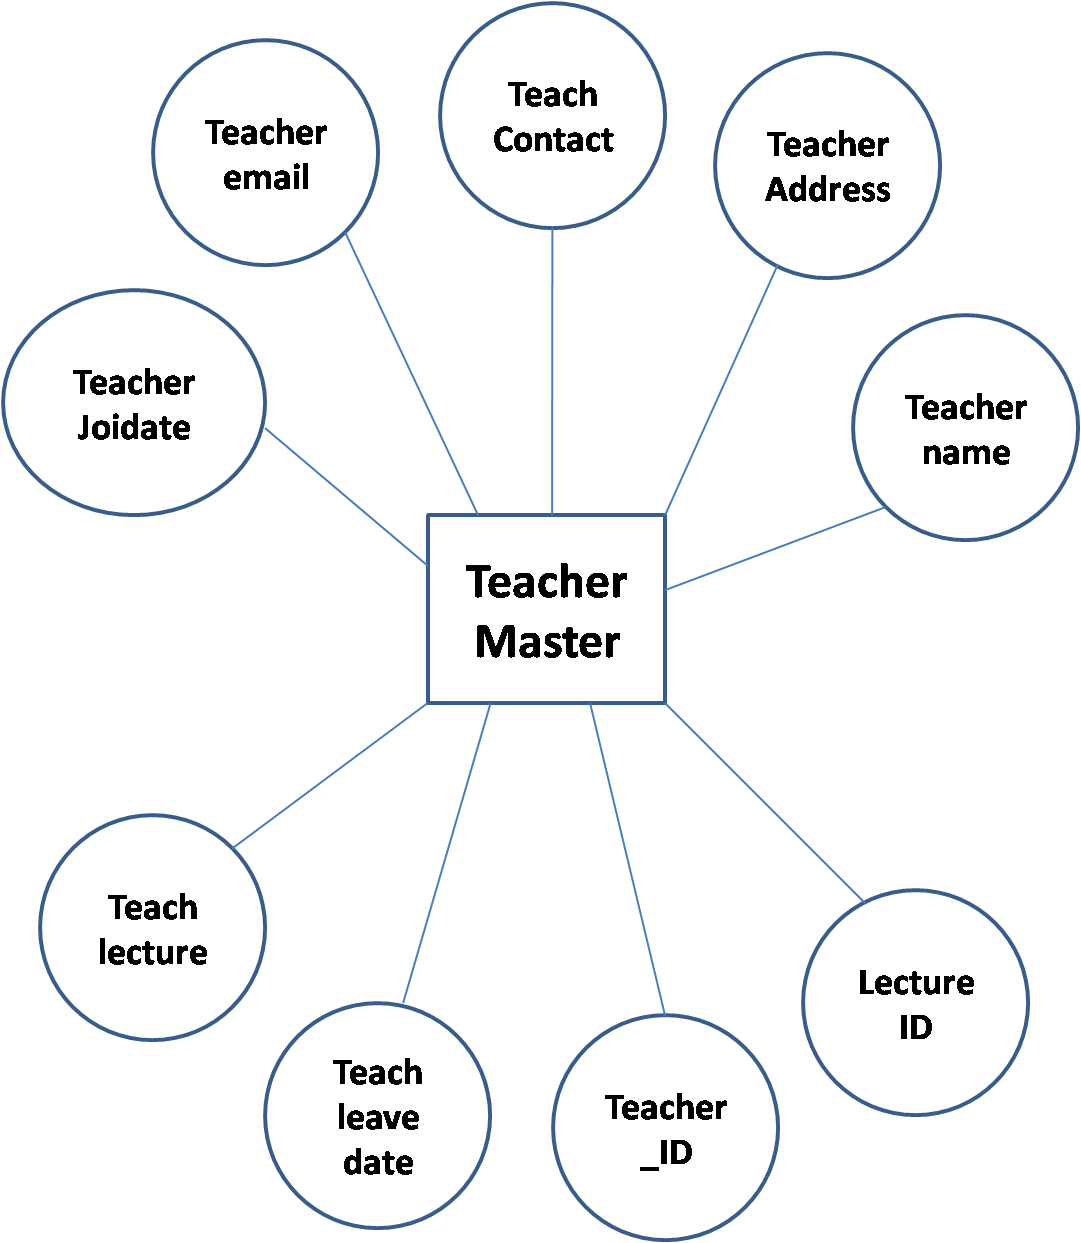 Teach
Contact
Teacher
email
Teacher
Address
Teacher
Joidate
Teacher
name
Teacher
Master
Teach
lecture
Lecture
ID
Teach
leave
date
Teacher
_ID